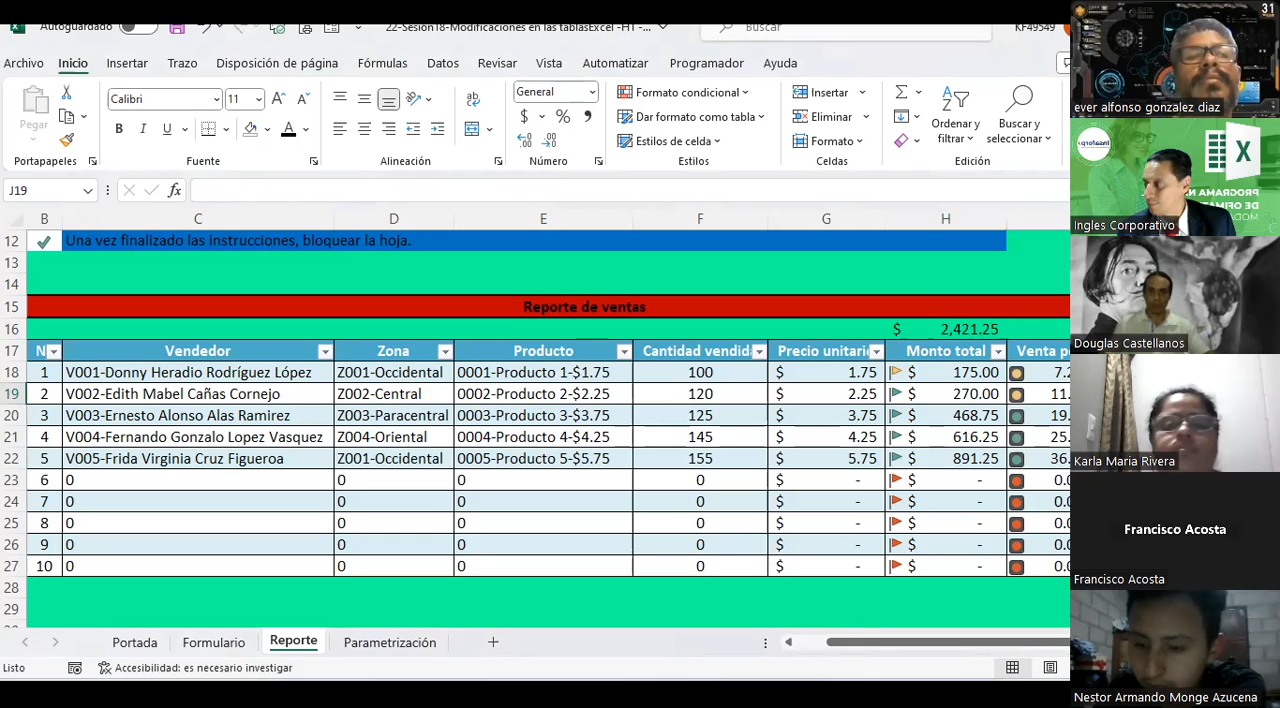 Autoguardado 22-Sesion18-Modificaciones en las tablasExcel -HT - ... Buscar KF49549
Archivo Inicio Insertar Trazo Disposición de página Fórmulas Datos Revisar Vista Automatizar Programador Ayuda
Pegar
Calibri 11
General
Formato condicional
Dar formato como tabla
Estilos de celda
Insertar
Eliminar
Formato
Ordenar y filtrar
Buscar y seleccionar
Portapapeles Fuente Alineación Número Estilos Celdas Edición
J19 fx
B C D E F G H
12 Una vez finalizado las instrucciones, bloquear la hoja.
13
14
15 Reporte de ventas
16 $ 2,421.25
17 N Vendedor Zona Producto Cantidad vendid Precio unitari Monto total Venta p
18 1 V001-Donny Heradio Rodríguez López Z001-Occidental 0001-Producto 1-$1.75 100 $ 1.75 $ 175.00 7.2
19 2 V002-Edith Mabel Cañas Cornejo Z002-Central 0002-Producto 2-$2.25 120 $ 2.25 $ 270.00 11.
20 3 V003-Ernesto Alonso Alas Ramirez Z003-Paracentral 0003-Producto 3-$3.75 125 $ 3.75 $ 468.75 19.
21 4 V004-Fernando Gonzalo Lopez Vasquez Z004-Oriental 0004-Producto 4-$4.25 145 $ 4.25 $ 616.25 25.
22 5 V005-Frida Virginia Cruz Figueroa Z001-Occidental 0005-Producto 5-$5.75 155 $ 5.75 $ 891.25 36.
23 6 0 0 0 0 $ - $ - 0.0
24 7 0 0 0 0 $ - $ - 0.0
25 8 0 0 0 0 $ - $ - 0.0
26 9 0 0 0 0 $ - $ - 0.0
27 10 0 0 0 0 $ - $ - 0.0
28
29
Portada Formulario Reporte Parametrización
Listo Accesibilidad: es necesario investigar
31
ever alfonso gonzalez diaz
Insaforp
X
PROGRAMA N
DE OFIMAT
MODA
Ingles Corporativo
Douglas Castellanos
Karla Maria Rivera
Francisco Acosta
Francisco Acosta
Nestor Armando Monge Azucena